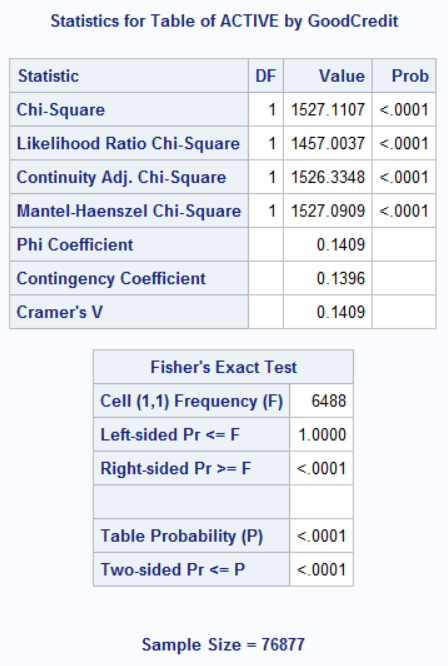 Statistics for Table of ACTIVE by GoodCredit
Statistic DF Value Prob
Chi-Square 1 1527.1107 <.0001
Likelihood Ratio Chi-Square 1 1457.0037 <.0001
Continuity Adj. Chi-Square 1 1526.3348 <.0001
Mantel-Haenszel Chi-Square 1 1527.0909 <.0001
Phi Coefficient 0.1409
Contingency Coefficient 0.1396
Cramer's V 0.1409
Fisher's Exact Test
Cell (1,1) Frequency (F) 6488
Left-sided Pr <= F 1.0000
Right-sided Pr >= F <.0001
Table Probability (P) <.0001
Two-sided Pr <= P <.0001
Sample Size = 76877